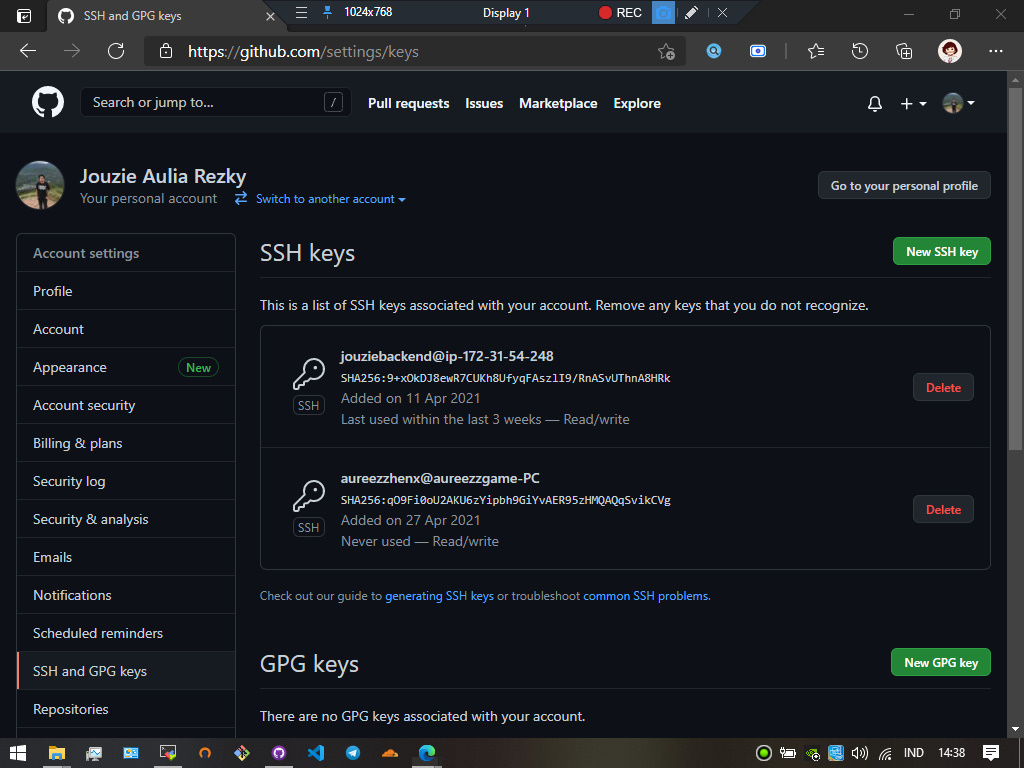 SSH and GPG keys
1024x768
Display 1
REC
https://github.com/settings/keys
Search or jump to...
/
Pull requests
Issues
Marketplace
Explore
Jouzie Aulia Rezky
Your personal account
Switch to another account
Go to your personal profile
Account settings
Profile
Account
Appearance
New
Account security
Billing & plans
Security log
Security & analysis
Emails
Notifications
Scheduled reminders
SSH and GPG keys
Repositories
SSH keys
New SSH key
This is a list of SSH keys associated with your account. Remove any keys that you do not recognize.
jouziebackend@ip-172-31-54-248
SHA256:9+xOkDJ8ewR7CUKh8UfyqFAszlI9/RnASvUThnA8HRk
SSH
Added on 11 Apr 2021
Last used within the last 3 weeks — Read/write
Delete
aureezzhenx@aureezzgame-PC
SHA256:qO9Fi0oU2AKU6zYipbh9GiYvAER95zHMQAQqSvikCVg
SSH
Added on 27 Apr 2021
Never used — Read/write
Delete
Check out our guide to generating SSH keys or troubleshoot common SSH problems.
GPG keys
New GPG key
There are no GPG keys associated with your account.
IND
14:38